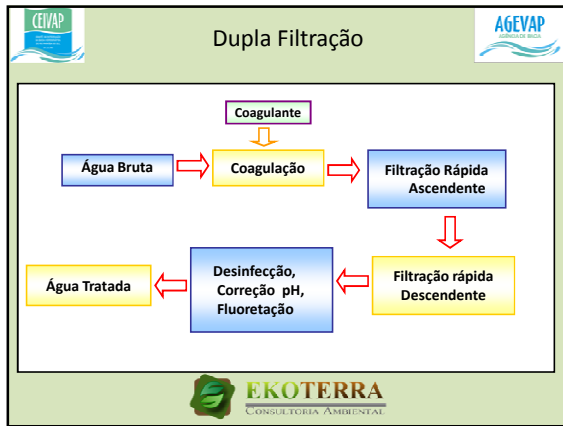 CEIVAP
Dupla Filtração
AGEVAP
AGÊNCIA DE BACIA
Coagulante
Água Bruta
Coagulação
Filtração Rápida
Ascendente
Água Tratada
Desinfecção,
Correção pH,
Fluoretação
Filtração rápida
Descendente
EKOTERRA
CONSULTORIA AMBIENTAL